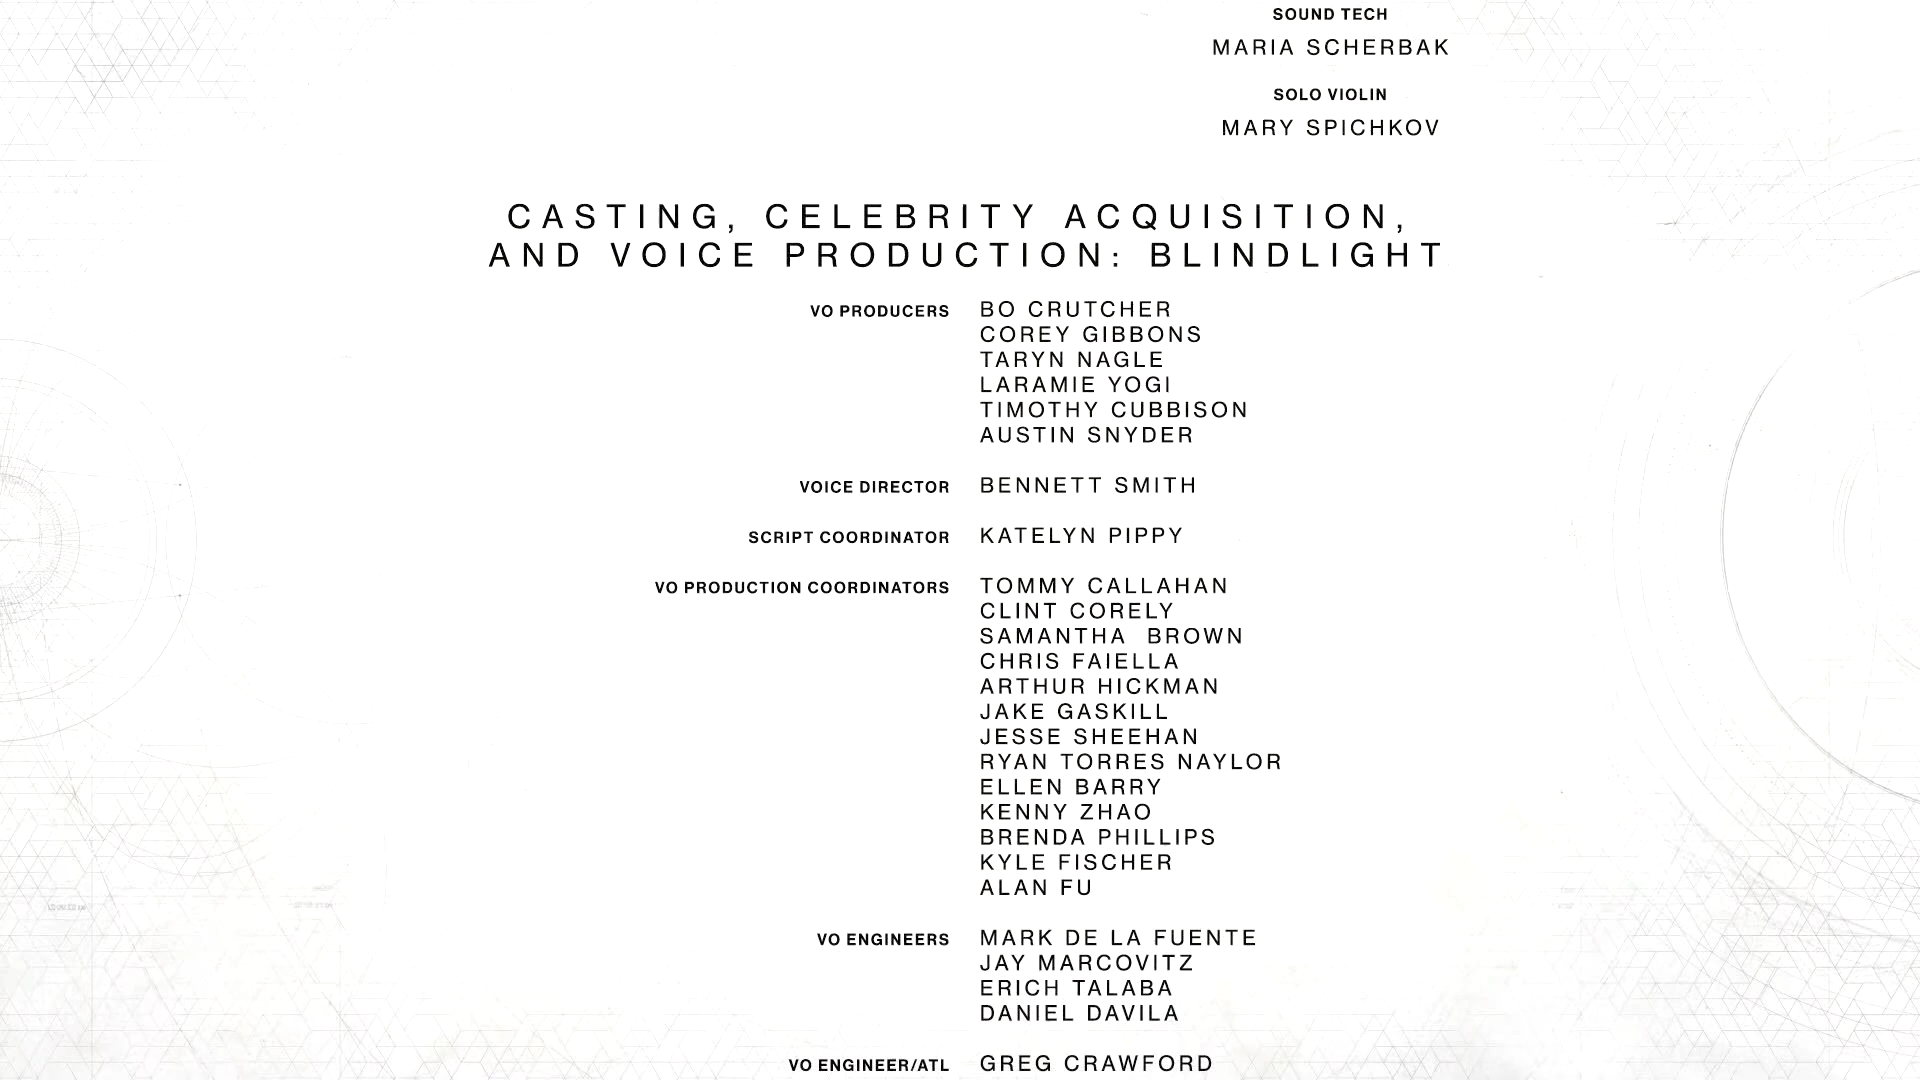 SOUND TECH
MARIA SCHERBAK
SOLO VIOLIN
MARY SPICHKOV
CASTING, CELEBRITY ACQUISITION,
AND VOICE PRODUCTION: BLINDLIGHT
VO PRODUCERS BO CRUTCHER
COREY GIBBONS
TARYN NAGLE
LARAMIE YOGI
TIMOTHY CUBBISON
AUSTIN SNYDER
VOICE DIRECTOR BENNETT SMITH
SCRIPT COORDINATOR KATELYN PIPPY
VO PRODUCTION COORDINATORS TOMMY CALLAHAN
CLINT CORELY
SAMANTHA  BROWN
CHRIS FAIELLA
ARTHUR HICKMAN
JAKE GASKILL
JESSE SHEEHAN
RYAN TORRES NAYLOR
ELLEN BARRY
KENNY ZHAO
BRENDA PHILLIPS
KYLE FISCHER
ALAN FU
VO ENGINEERS MARK DE LA FUENTE
JAY MARCOVITZ
ERICH TALABA
DANIEL DAVILA
VO ENGINEER/ATL GREG CRAWFORD